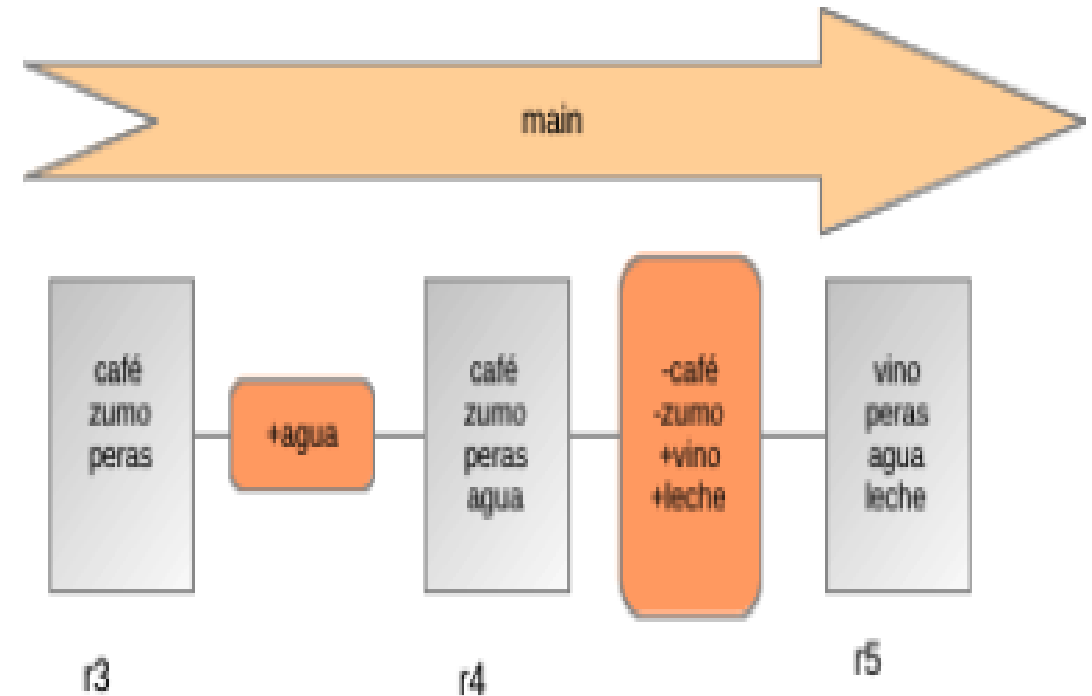 main
café
zumo
peras
+agua
café
zumo
peras
agua
-café
-zumo
+vino
+leche
vino
peras
agua
leche
r3
r4
r5